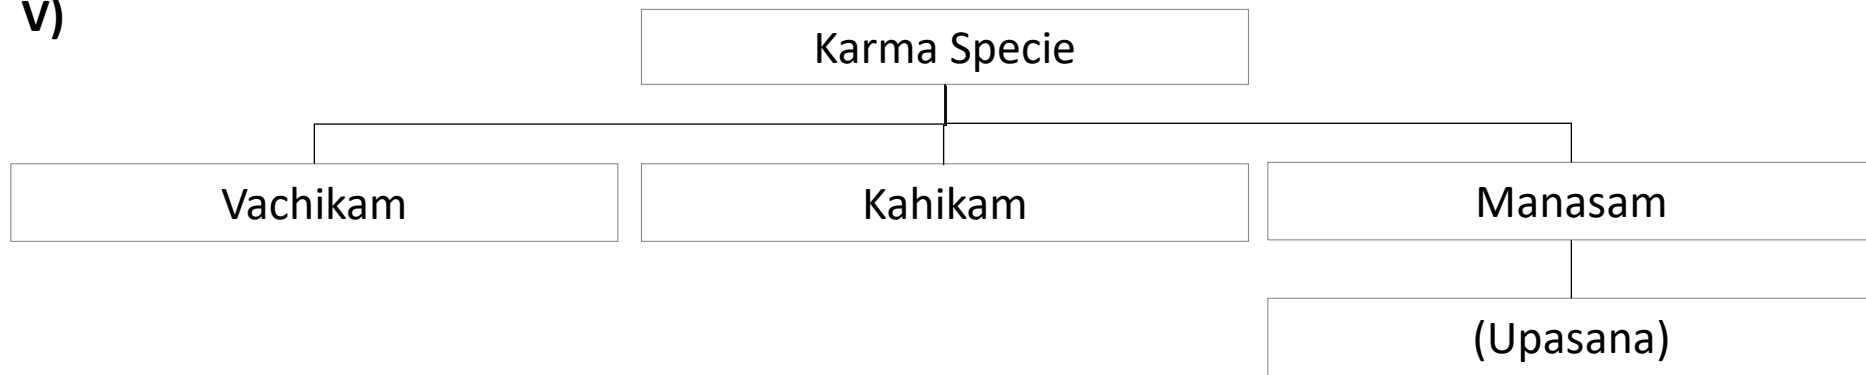 V)
Karma Specie
Vachikam
Kahikam
Manasam
(Upasana)